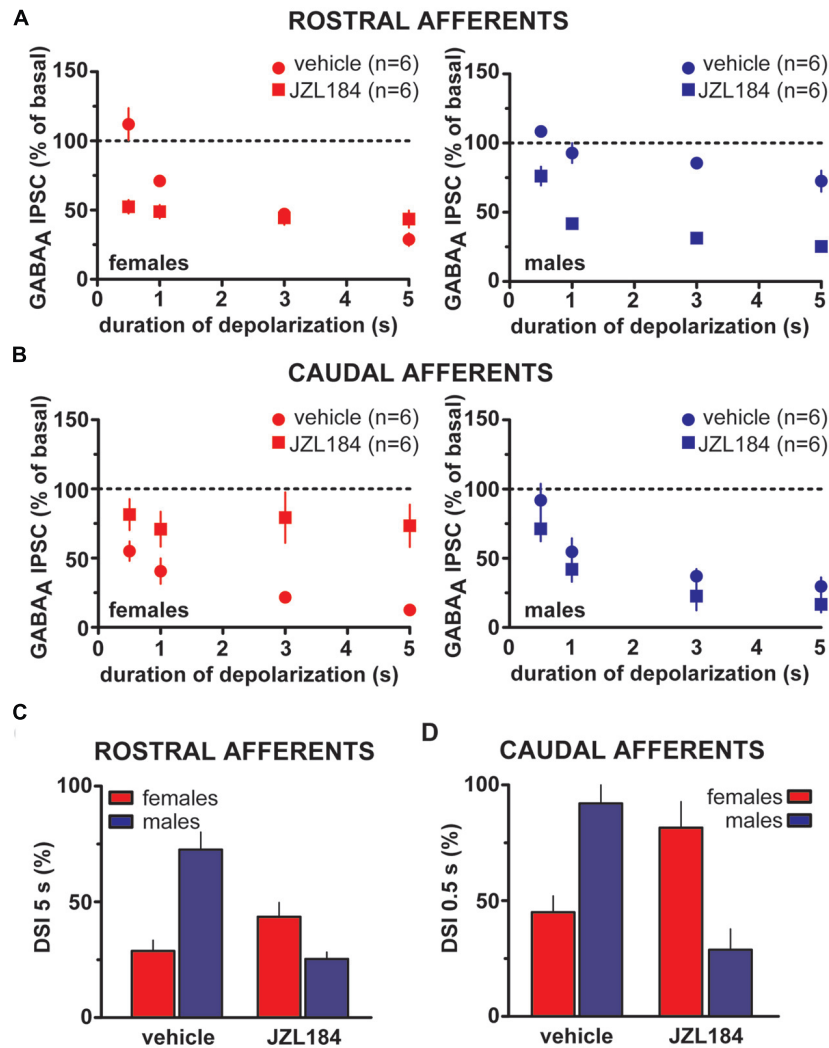 A
ROSTRAL AFFERENTS
GABAA IPSC (% of basal)
150
100
50
0
vehicle (n=6)
JZL184 (n=6)
females
0 1 2 3 4 5
duration of depolarization (s)
GABAA IPSC (% of basal)
150
100
50
0
vehicle (n=6)
JZL184 (n=6)
males
0 1 2 3 4 5
duration of depolarization (s)
B
CAUDAL AFFERENTS
GABAA IPSC (% of basal)
150
100
50
0
vehicle (n=6)
JZL184 (n=6)
females
0 1 2 3 4 5
duration of depolarization (s)
GABAA IPSC (% of basal)
150
100
50
0
vehicle (n=6)
JZL184 (n=6)
males
0 1 2 3 4 5
duration of depolarization (s)
C
ROSTRAL AFFERENTS
DSI 5 s (%)
100
50
0
females
males
vehicle JZL184
D
CAUDAL AFFERENTS
DSI 0.5 s (%)
100
50
0
females
males
vehicle JZL184